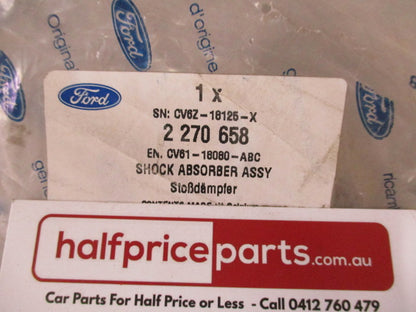 Ford
d'origine
1 x
SN: CV6Z-18125-X
2 270 658
EN: CV61-18080-ABC
SHOCK ABSORBER ASSY
Stoßdämpfer
halfpriceparts.com.au
Car Parts For Half Price or Less - Call 0412 760 479